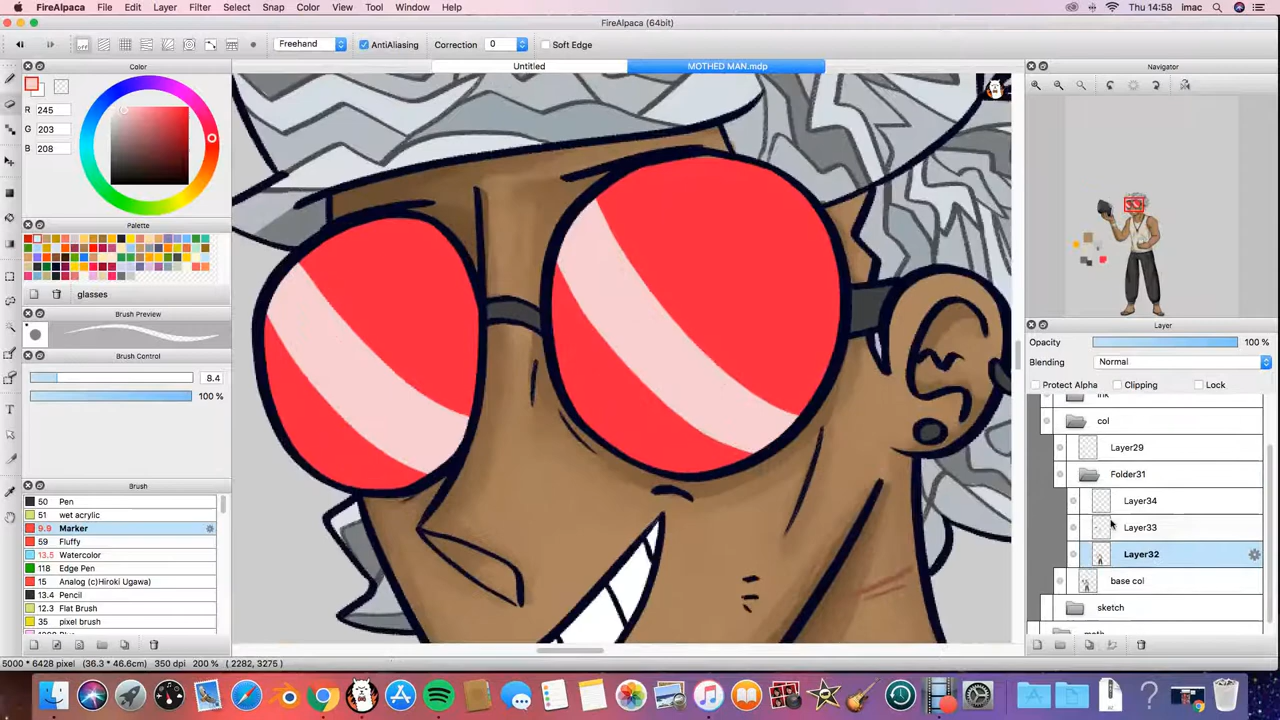 FireAlpaca File Edit Layer Filter Select Snap Color View Tool Window Help Thu 14:58 imac
FireAlpaca (64bit)
Freehand AntiAliasing Correction 0 Soft Edge
Color Untitled MOTHED MAN.mdp Navigator
R 245
G 203
B 208
Palette
glasses
Brush Preview
Brush Control
8.4
100 %
Brush
50 Pen
51 wet acrylic
9.9 Marker
59 Fluffy
13.5 Watercolor
118 Edge Pen
15 Analog (c)Hiroki Ugawa)
13.4 Pencil
12.3 Flat Brush
35 pixel brush
Layer
Opacity 100 %
Blending Normal
Protect Alpha Clipping Lock
ink
col
Layer29
Folder31
Layer34
Layer33
Layer32
base col
sketch
moth
5000 * 6428 pixel (36.3 * 46.6cm) 350 dpi 200 % ( 2282, 3275 )